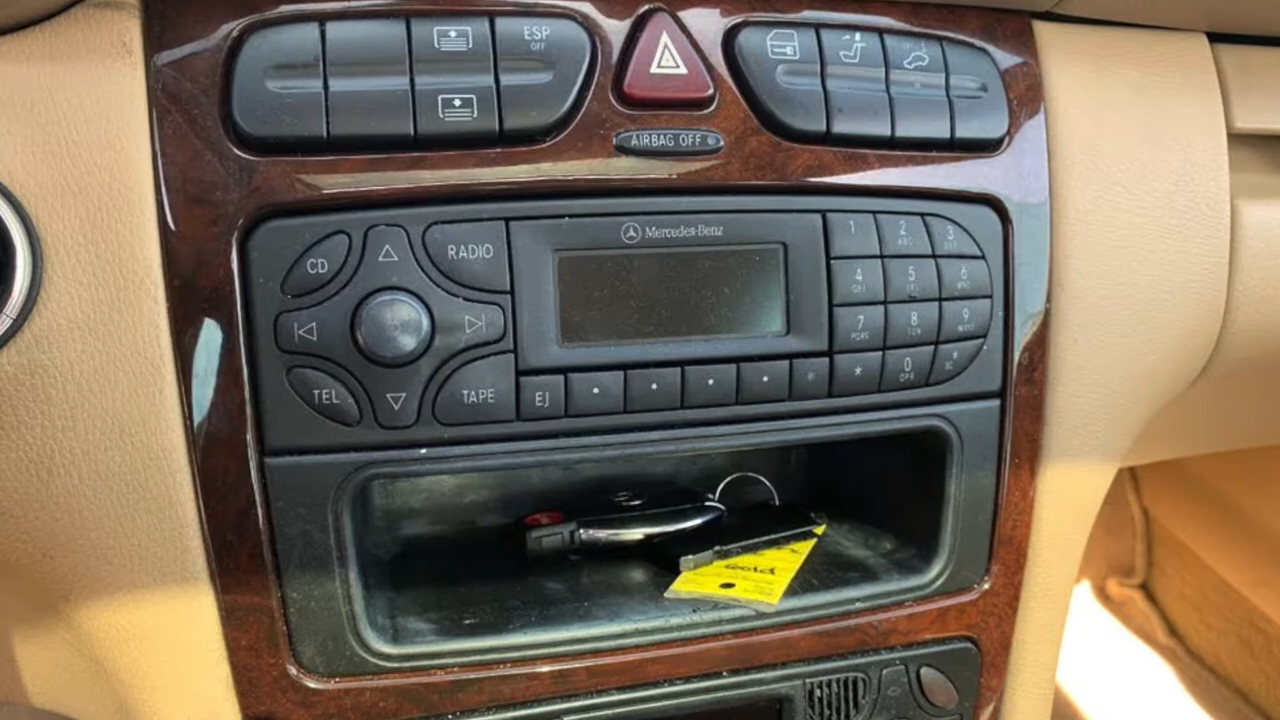 ESP
OFF
AIRBAG OFF
Mercedes-Benz
CD
RADIO
TEL
TAPE
EJ
1
2
ABC
3
DEF
4
GHI
5
JKL
6
MNO
7
PQRS
8
TUV
9
WXYZ
*
0
OPR